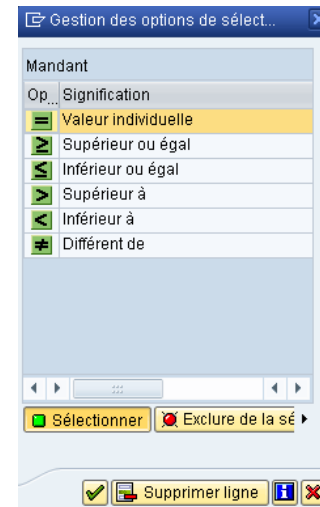 Gestion des options de sélect...
Mandant
Op... Signification
= Valeur individuelle
≥ Supérieur ou égal
≤ Inférieur ou égal
> Supérieur à
< Inférieur à
≠ Différent de
Sélectionner Exclure de la sé
Supprimer ligne